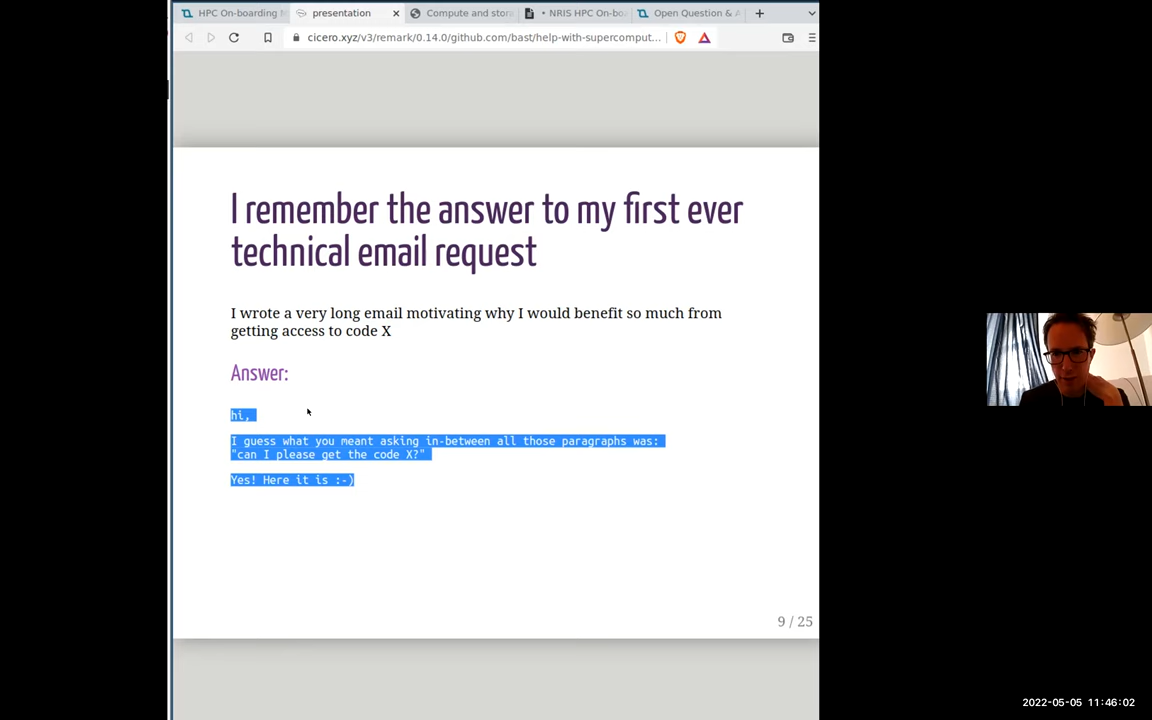 HPC On-boarding M
presentation
Compute and stor
• NRIS HPC On-bo
Open Question & A
cicero.xyz/v3/remark/0.14.0/github.com/bast/help-with-supercomput...
I remember the answer to my first ever
technical email request
I wrote a very long email motivating why I would benefit so much from
getting access to code X
Answer:
hi,
I guess what you meant asking in-between all those paragraphs was:
"can I please get the code X?"
Yes! Here it is :-)
9 / 25
2022-05-05 11:46:02